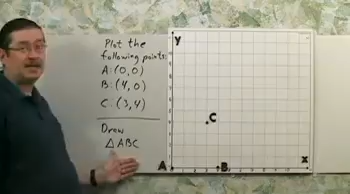 Plot the
following points:
A:(0,0)
B:(4,0)
C:(3,4)
Draw
△ABC
y
C
A
B
x